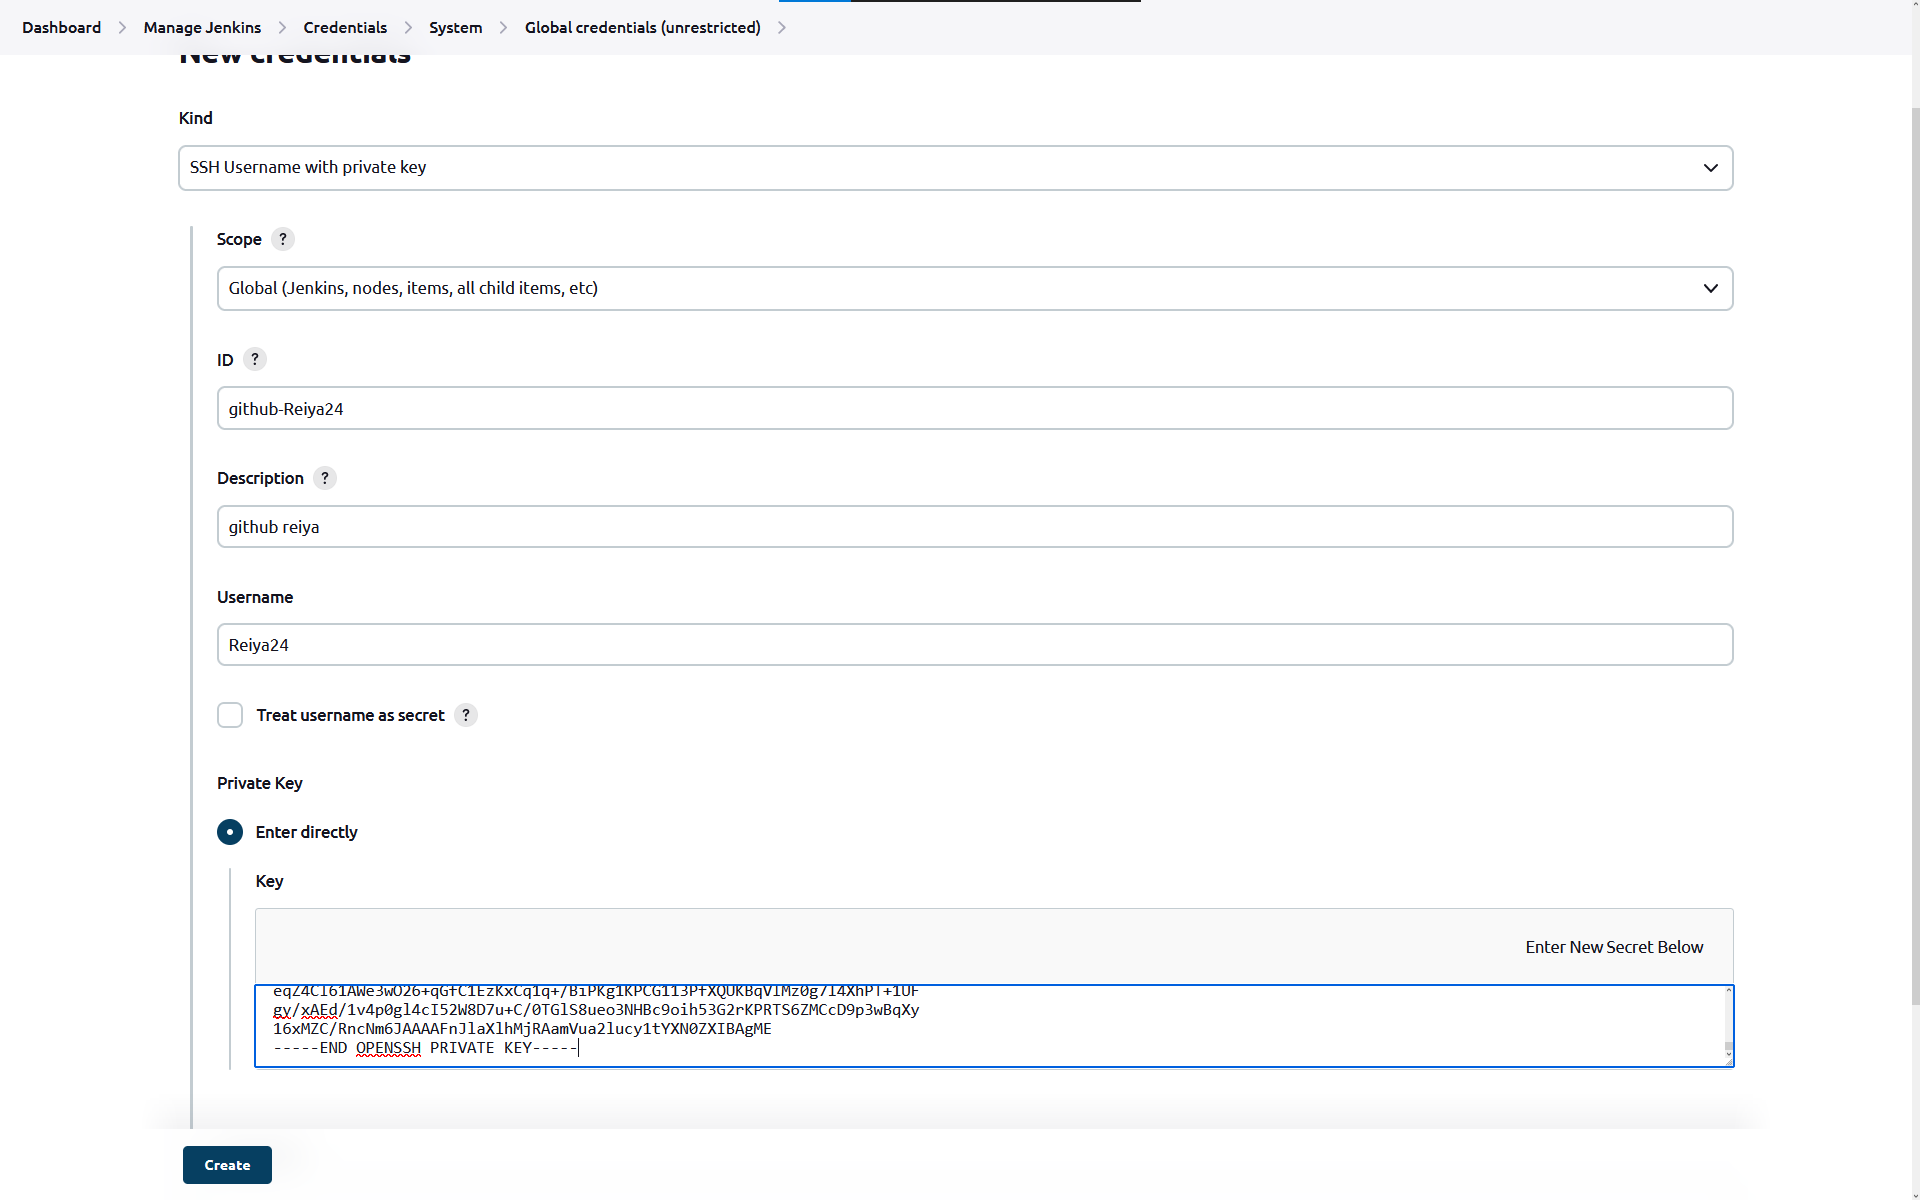 Dashboard > Manage Jenkins > Credentials > System > Global credentials (unrestricted) >
New credentials
Kind
SSH Username with private key
Scope ?
Global (Jenkins, nodes, items, all child items, etc)
ID ?
github-Reiya24
Description ?
github reiya
Username
Reiya24
Treat username as secret ?
Private Key
Enter directly
Key
Enter New Secret Below
gy/xAEd/1v4p0gl4cI52W8D7u+C/0TGlS8ueo3NHBc9oih53G2rKPRTS6ZMCcD9p3wBqXy
16xMZC/RncNm6JAAAAFnJlaXlhMjRAamVua2lucy1tYXN0ZXIBAgME
-----END OPENSSH PRIVATE KEY-----
Create